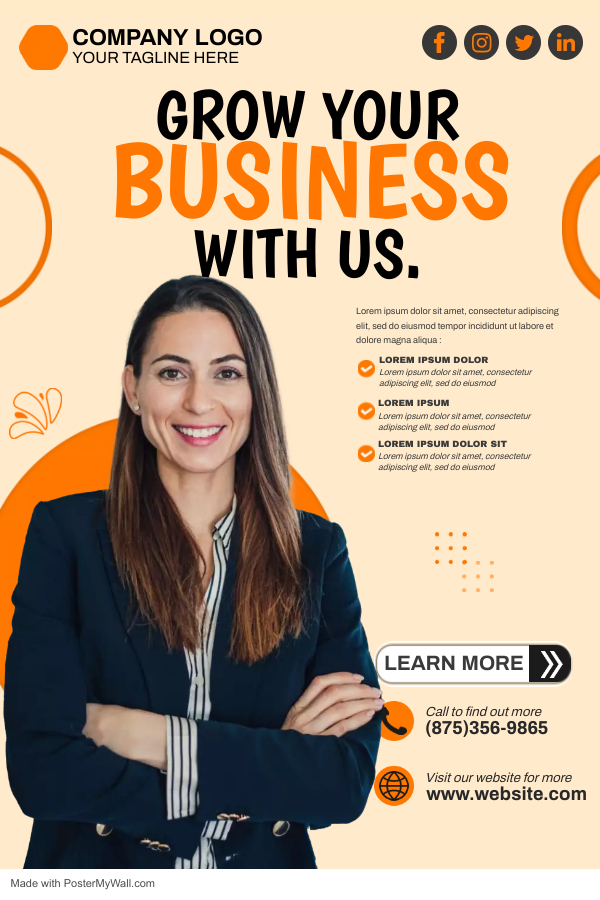 COMPANY LOGO
YOUR TAGLINE HERE
GROW YOUR
BUSINESS
WITH US.
Lorem ipsum dolor sit amet, consectetur adipiscing
elit, sed do eiusmod tempor incididunt ut labore et
dolore magna aliqua :
LOREM IPSUM DOLOR
Lorem ipsum dolor sit amet, consectetur
adipiscing elit, sed do eiusmod
LOREM IPSUM
Lorem ipsum dolor sit amet, consectetur
adipiscing elit, sed do eiusmod
LOREM IPSUM DOLOR SIT
Lorem ipsum dolor sit amet, consectetur
adipiscing elit, sed do eiusmod
LEARN MORE
Call to find out more
(875)356-9865
Visit our website for more
www.website.com
Made with PosterMyWall.com